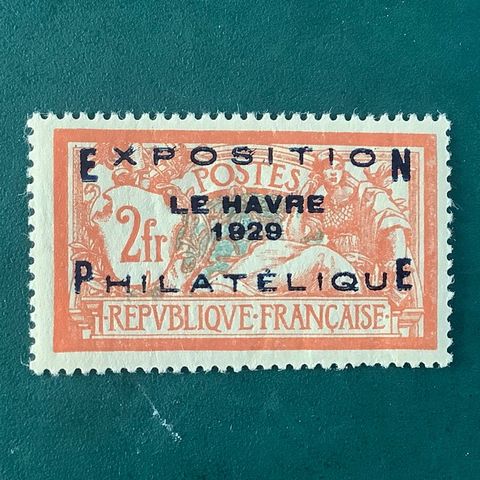 EXPOSITION
POSTES
LE HAVRE
2fr
1929
PHILATÉLIQUE
REPVBLIQVE·FRANÇAISE